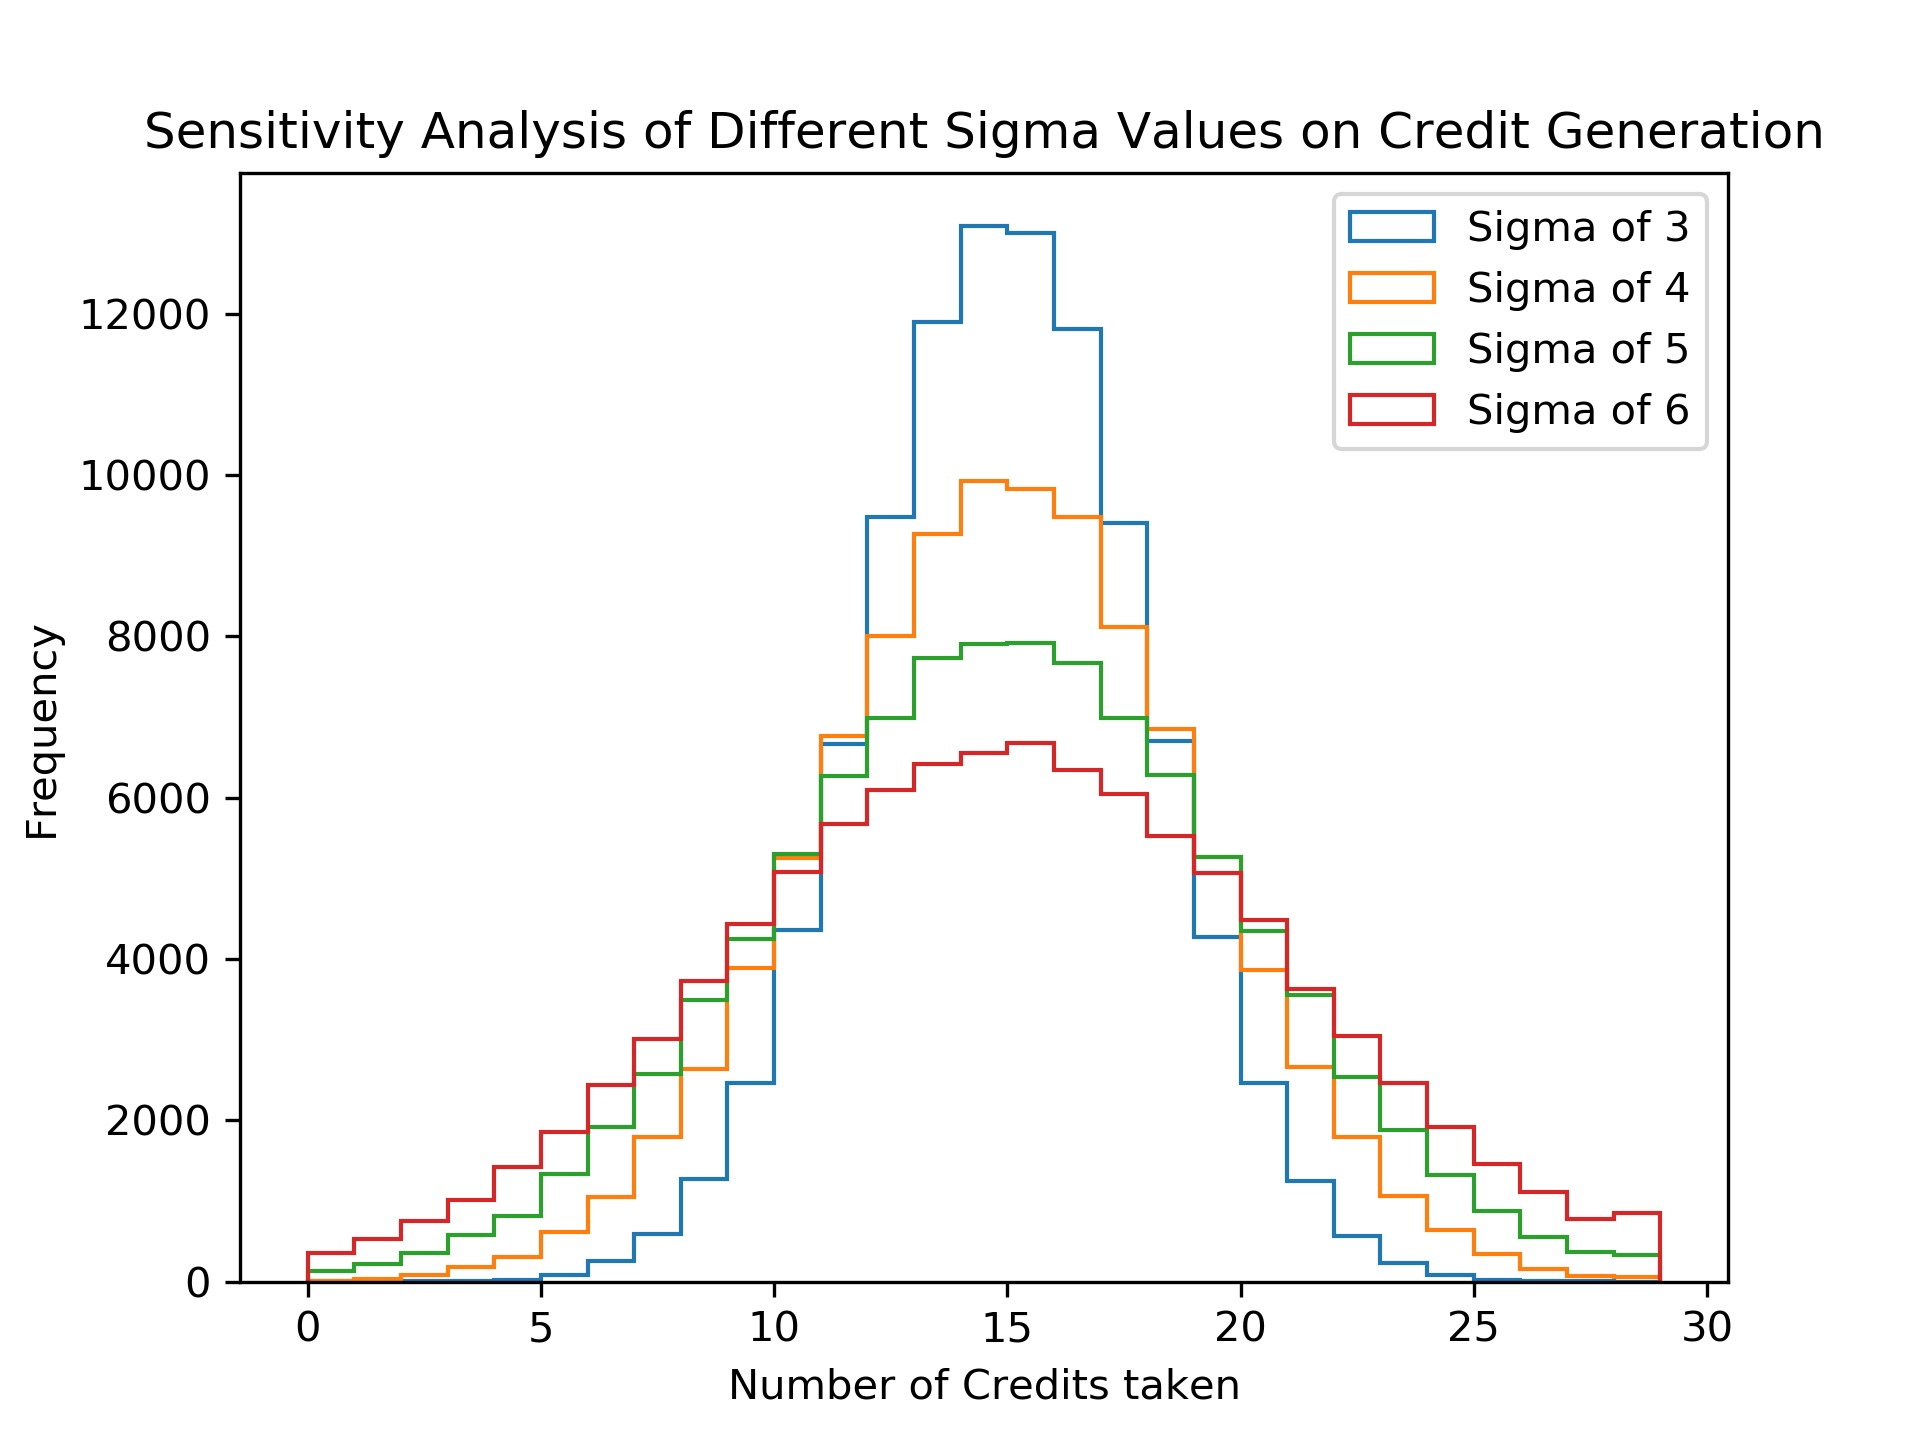 Sensitivity Analysis of Different Sigma Values on Credit Generation
Sigma of 3
Sigma of 4
Sigma of 5
Sigma of 6
12000
10000
8000
6000
4000
2000
0
Frequency
0 5 10 15 20 25 30
Number of Credits taken